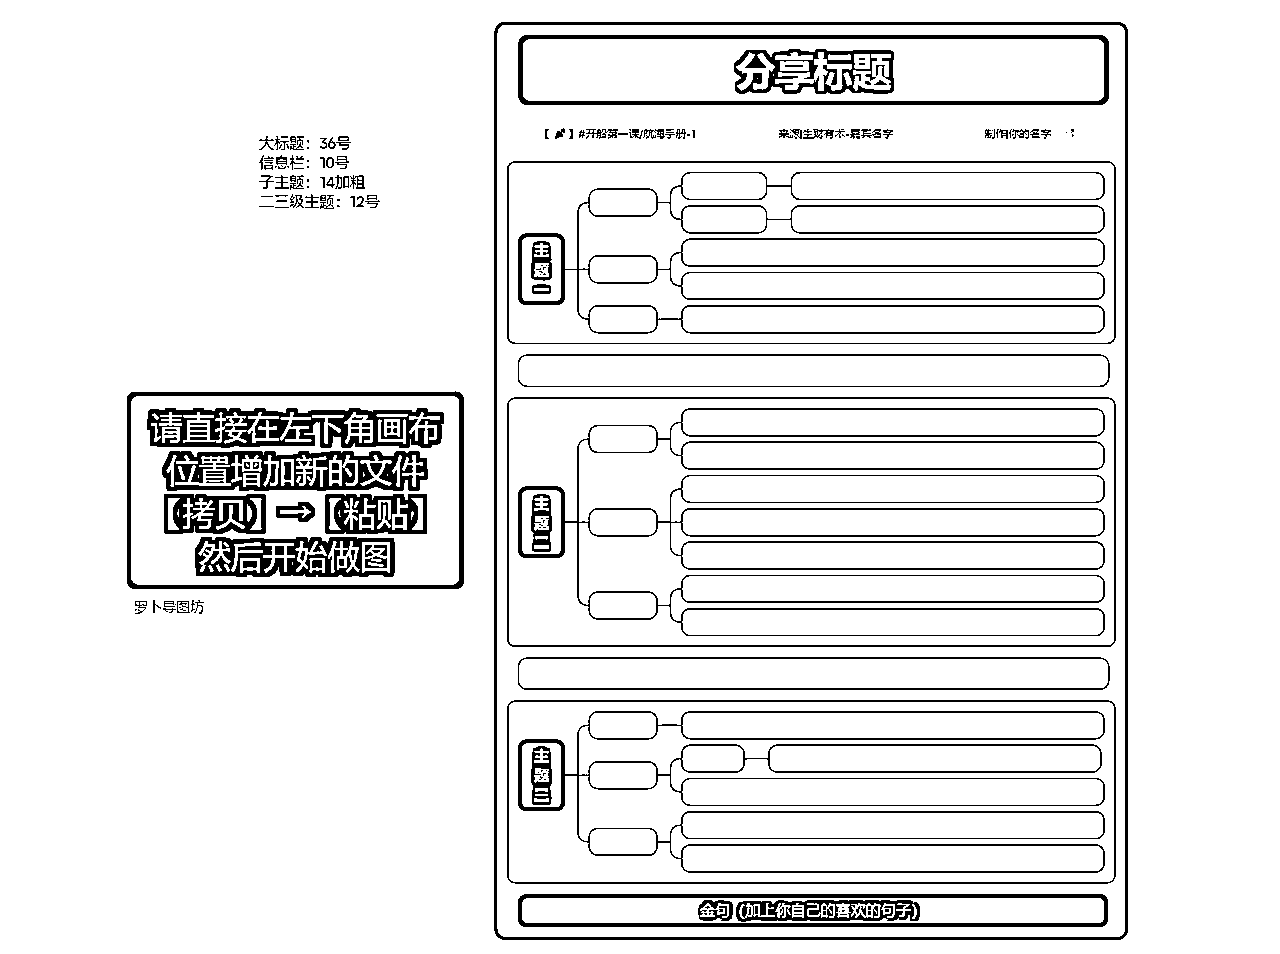 分享标题
【 】#开船第一课/航海手册-1
来源|生财有术-嘉宾名字
制作|你的名字
大标题：36号
信息栏：10号
子主题：14加粗
二三级主题：12号
主题一
请直接在左下角画布
位置增加新的文件
【拷贝】→【粘贴】
然后开始做图
罗卜导图坊
主题二
主题三
金句（加上你自己的喜欢的句子）